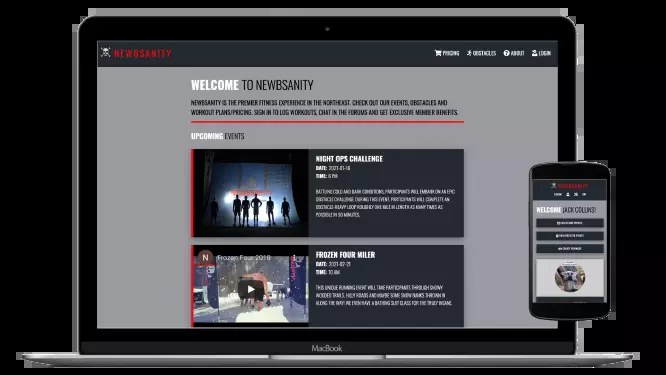 NEWBSANITY
PRICING OBSTACLES ABOUT LOGIN
WELCOME TO NEWBSANITY
NEWBSANITY IS THE PREMIER FITNESS EXPERIENCE IN THE NORTHEAST. CHECK OUT OUR EVENTS, OBSTACLES AND
WORKOUT PLANS/PRICING. SIGN IN TO LOG WORKOUTS, CHAT IN THE FORUMS AND GET EXCLUSIVE MEMBER BENEFITS.
UPCOMING EVENTS
NIGHT OPS CHALLENGE
DATE: 2021-01-16
TIME: 6 PM
BATTLING COLD AND DARK CONDITIONS, PARTICIPANTS WILL EMBARK ON AN EPIC
OBSTACLE CHALLENGE DURING THIS EVENT. PARTICIPANTS WILL COMPLETE AN
OBSTACLE-HEAVY LOOP ROUGHLY ONE MILE IN LENGTH AS MANY TIMES AS
POSSIBLE IN 90 MINUTES.
N Frozen Four 2018
FROZEN FOUR MILER
DATE: 2021-02-21
TIME: 10 AM
THIS UNIQUE RUNNING EVENT WILL TAKE PARTICIPANTS THROUGH SNOWY
WOODED TRAILS, HILLY ROADS AND MAYBE SOME SNOW BANKS THROWN IN
ALONG THE WAY! WE EVEN HAVE A BATHING SUIT CLASS FOR THE TRULY INSANE.
MacBook
NEWBSANITY
WELCOME JACK COLLINS!